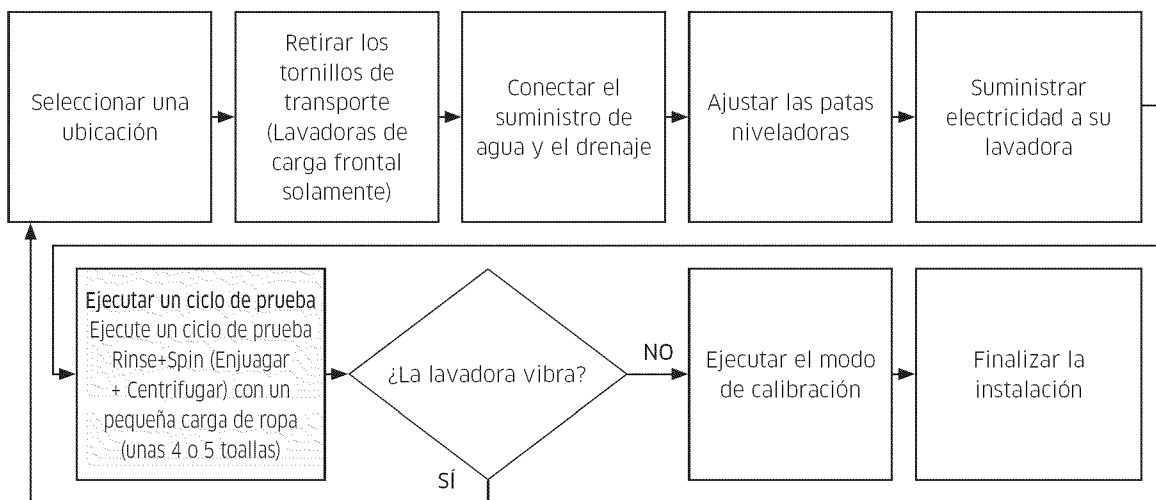 Seleccionar una
ubicación
Retirar los
tornillos de
transporte
(Lavadoras de
carga frontal
solamente)
Conectar el
suministro de
agua y el drenaje
Ajustar las patas
niveladoras
Suministrar
electricidad a su
lavadora
Ejecutar un ciclo de prueba
Ejecute un ciclo de prueba
Rinse+Spin (Enjuagar
+ Centrifugar) con un
pequeña carga de ropa
(unas 4 o 5 toallas)
¿La lavadora vibra?
NO
SÍ
Ejecutar el modo
de calibración
Finalizar la
instalación